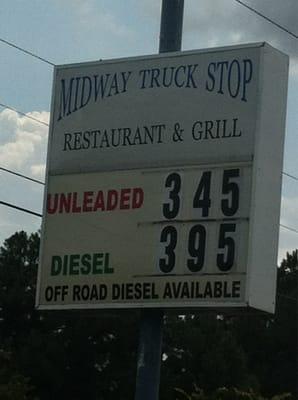 MIDWAY TRUCK STOP
RESTAURANT & GRILL
UNLEADED 345
DIESEL 395
OFF ROAD DIESEL AVAILABLE